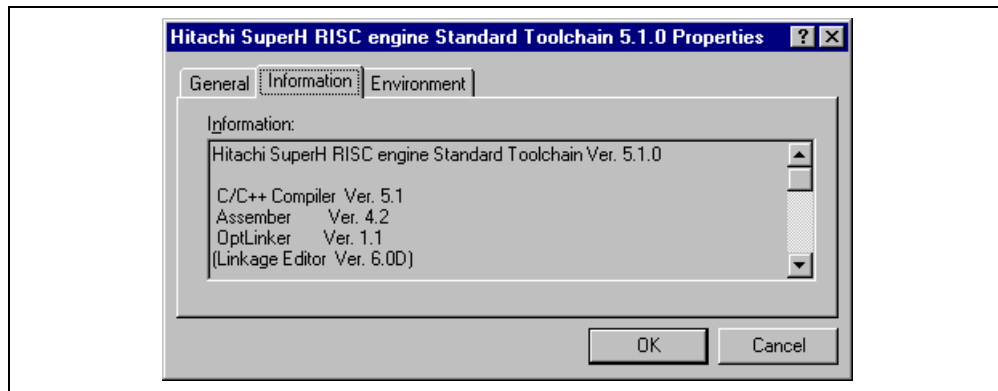 Hitachi SuperH RISC engine Standard Toolchain 5.1.0 Properties
General Information Environment
Information:
Hitachi SuperH RISC engine Standard Toolchain Ver. 5.1.0
C/C++ Compiler Ver. 5.1
Assember Ver. 4.2
OptLinker Ver. 1.1
(Linkage Editor Ver. 6.0D)
OK Cancel